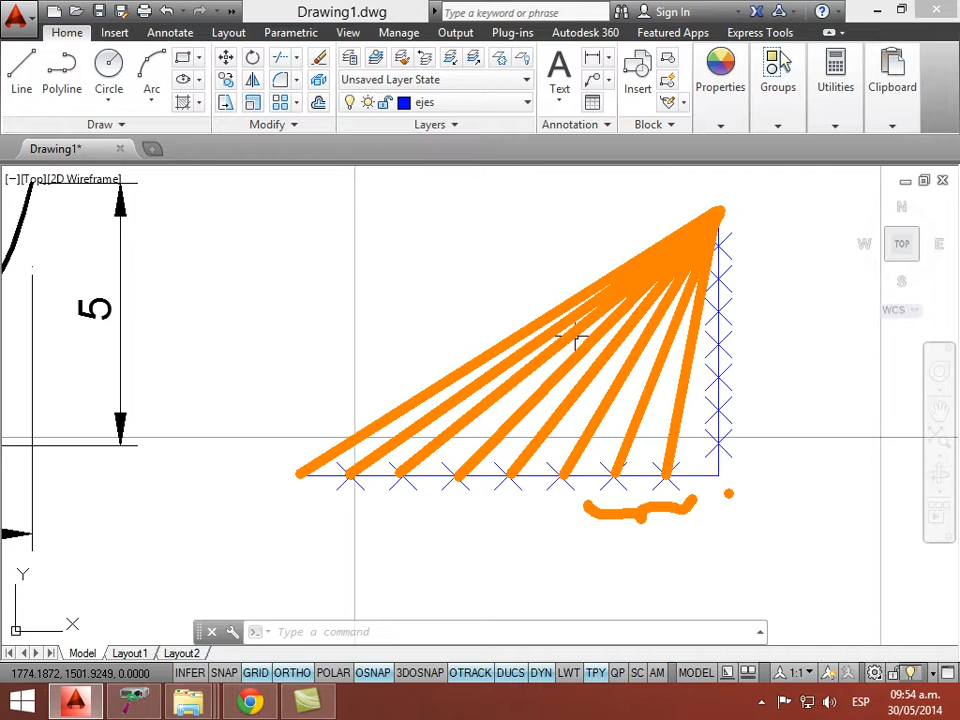 Drawing1.dwg
Type a keyword or phrase
Sign In
Home Insert Annotate Layout Parametric View Manage Output Plug-ins Autodesk 360 Featured Apps Express Tools
Line Polyline Circle Arc
Unsaved Layer State
ejes
Text Insert Properties Groups Utilities Clipboard
Draw Modify Layers Annotation Block
Drawing1*
[−][Top][2D Wireframe]
N
W TOP E
S
WCS
5
Y
X
Type a command
Model Layout1 Layout2
1774.1872, 1501.9249, 0.0000 INFER SNAP GRID ORTHO POLAR OSNAP 3DOSNAP OTRACK DUCS DYN LWT TPY QP SC AM MODEL 1:1
ESP
09:54 a.m.
30/05/2014